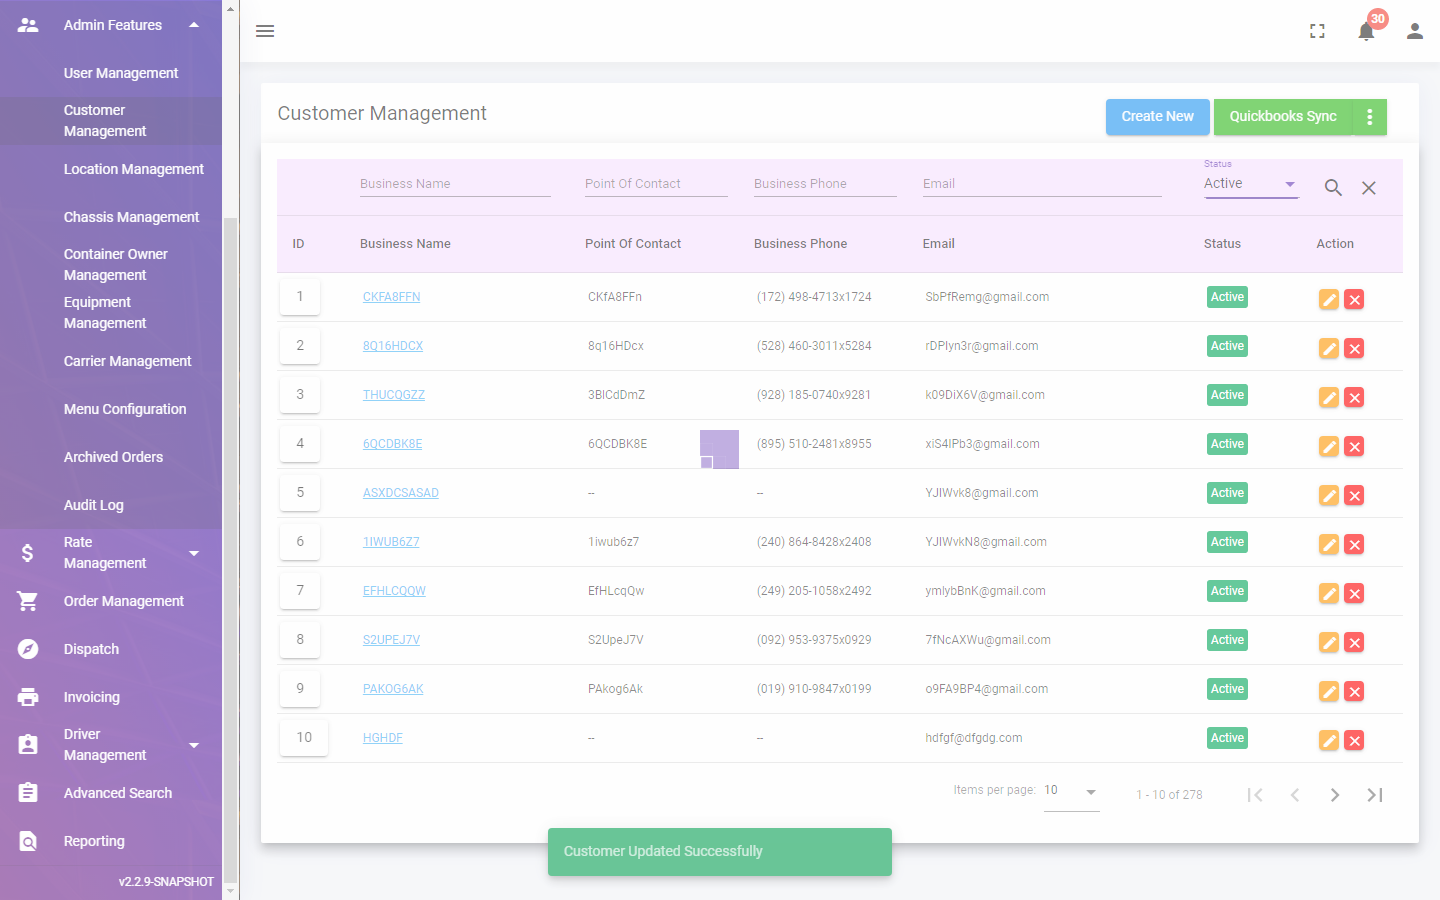 Admin Features
User Management
Customer
Management
Location Management
Chassis Management
Container Owner
Management
Equipment
Management
Carrier Management
Menu Configuration
Archived Orders
Audit Log
Rate
Management
Order Management
Dispatch
Invoicing
Driver
Management
Advanced Search
Reporting
v2.2.9-SNAPSHOT
30
Customer Management
Create New
Quickbooks Sync
Status
Business Name Point Of Contact Business Phone Email Active
ID Business Name Point Of Contact Business Phone Email Status Action
1 CKFA8FFN CKfA8FFn (172) 498-4713x1724 SbPfRemg@gmail.com Active
2 8Q16HDCX 8q16HDcx (528) 460-3011x5284 rDPIyn3r@gmail.com Active
3 THUCQGZZ 3BICdDmZ (928) 185-0740x9281 k09DiX6V@gmail.com Active
4 6QCDBK8E 6QCDBK8E (895) 510-2481x8955 xiS4IPb3@gmail.com Active
5 ASXDCSASAD -- -- YJIWvk8@gmail.com Active
6 1IWUB6Z7 1iwub6z7 (240) 864-8428x2408 YJIWvkN8@gmail.com Active
7 EFHLCQQW EfHLcqQw (249) 205-1058x2492 ymlybBnK@gmail.com Active
8 S2UPEJ7V S2UpeJ7V (092) 953-9375x0929 7fNcAXWu@gmail.com Active
9 PAKOG6AK PAkog6Ak (019) 910-9847x0199 o9FA9BP4@gmail.com Active
10 HGHDF -- -- hdfgf@dfgdg.com Active
Items per page: 10 1 - 10 of 278
Customer Updated Successfully